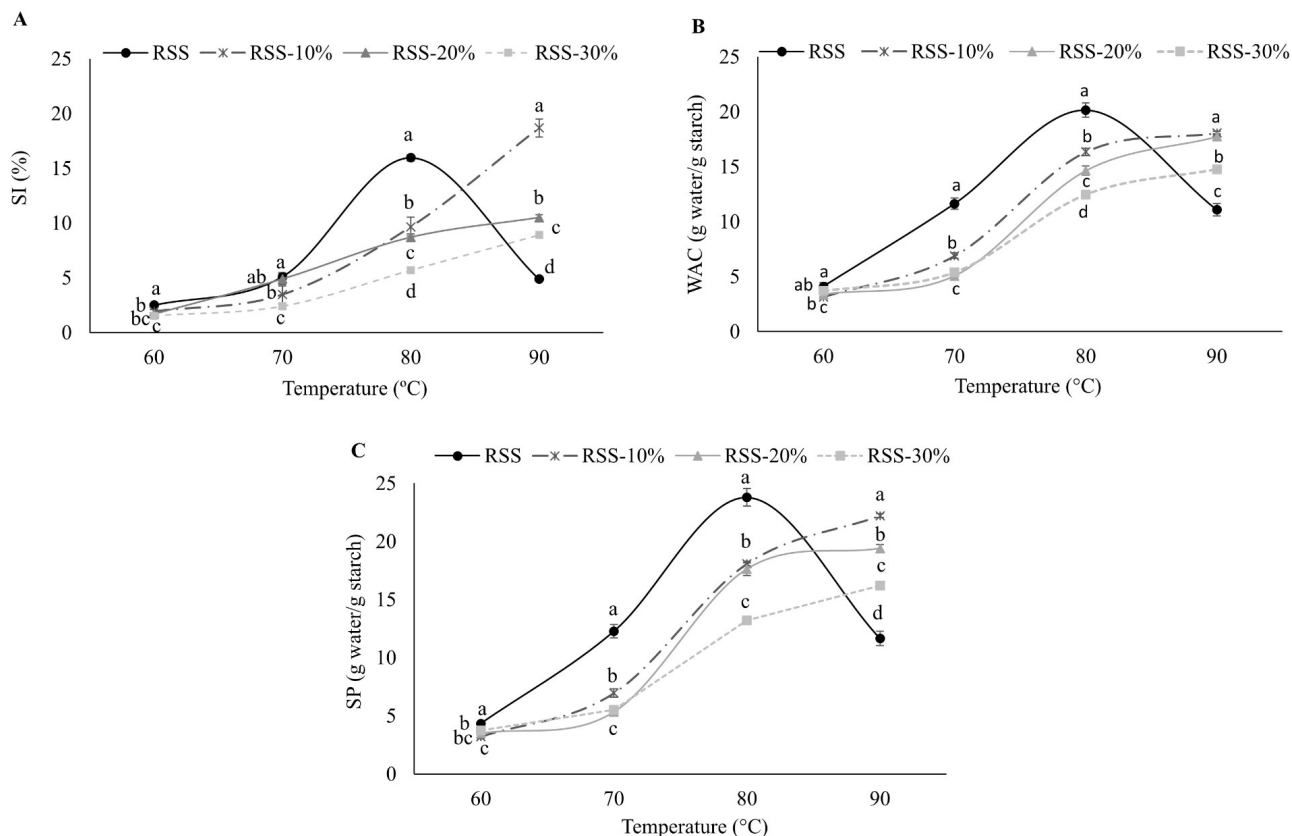 A
RSS RSS-10% RSS-20% RSS-30%
25
20
15
10
5
0
SI (%)
a
a
a
b
b
c
c
d
d
a
ab
b
c
a
b
bc
c
60 70 80 90
Temperature (ºC)
B
RSS RSS-10% RSS-20% RSS-30%
25
20
15
10
5
0
WAC (g water/g starch)
a
a
b
a
b
c
c
d
b
c
a
ab
b c
60 70 80 90
Temperature (°C)
C
RSS RSS-10% RSS-20% RSS-30%
25
20
15
10
5
0
SP (g water/g starch)
a
a
b
b
c
a
c
d
b
c
a
b
bc
c
60 70 80 90
Temperature (°C)